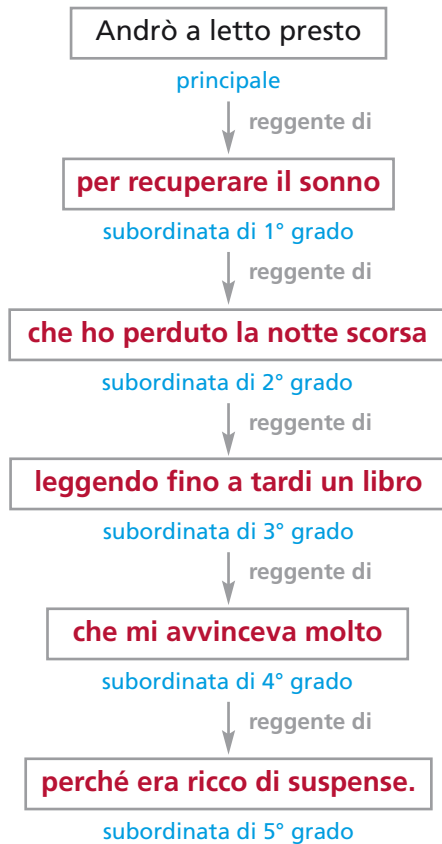 Andrò a letto presto
principale
reggente di
per recuperare il sonno
subordinata di 1° grado
reggente di
che ho perduto la notte scorsa
subordinata di 2° grado
reggente di
leggendo fino a tardi un libro
subordinata di 3° grado
reggente di
che mi avvinceva molto
subordinata di 4° grado
reggente di
perché era ricco di suspense.
subordinata di 5° grado